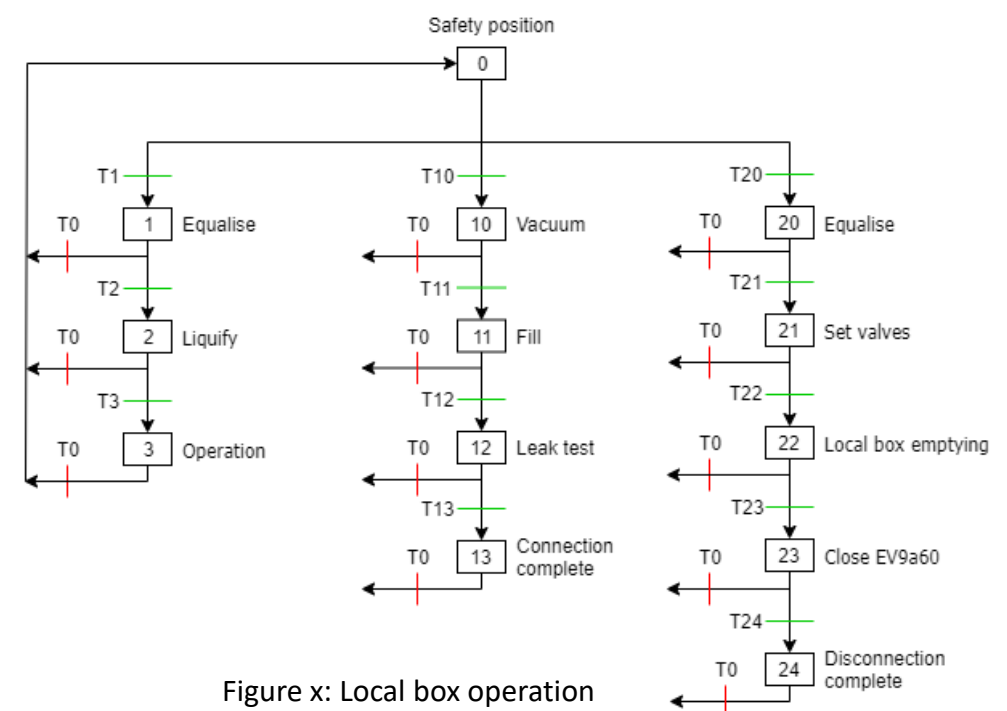 Safety position
0
T1
T10
T20
T0
1
Equalise
T0
10
Vacuum
T0
20
Equalise
T2
T11
T21
T0
2
Liquify
T0
11
Fill
T0
21
Set valves
T3
T12
T22
T0
3
Operation
T0
12
Leak test
T0
22
Local box emptying
T13
T23
T0
13
Connection
complete
T0
23
Close EV9a60
T24
T0
24
Disconnection
complete
Figure x: Local box operation